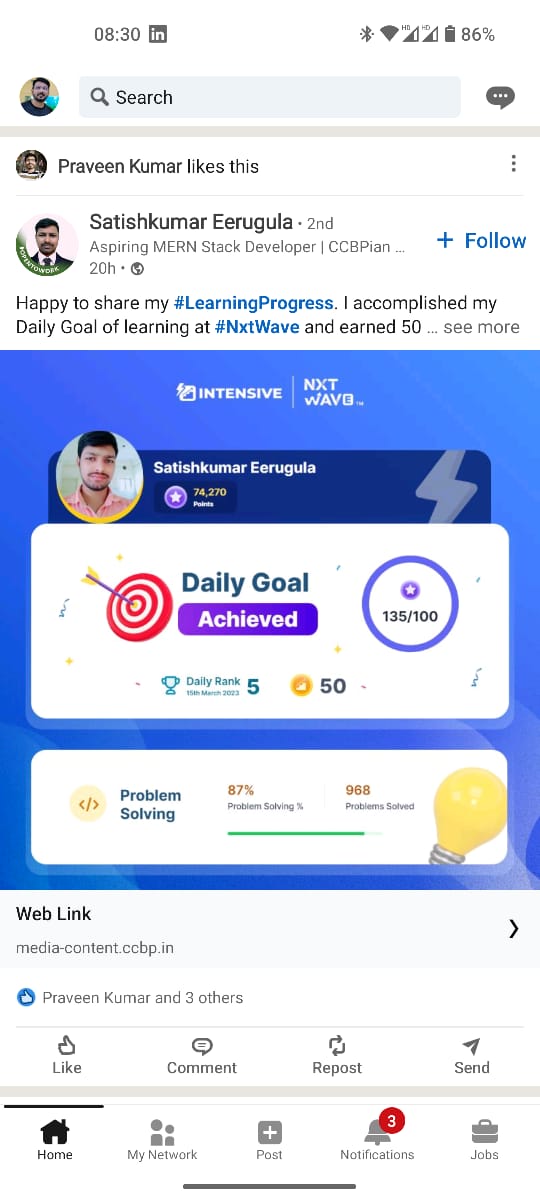 08:30 in HD HD 86%
Search
Praveen Kumar likes this
Satishkumar Eerugula • 2nd
Aspiring MERN Stack Developer | CCBPian ...
+ Follow
20h •
#OPENTOWORK
Happy to share my #LearningProgress. I accomplished my
Daily Goal of learning at #NxtWave and earned 50 ... see more
INTENSIVE
NXT
WAVE™
Satishkumar Eerugula
74,270
Points
Daily Goal
Achieved
135/100
Daily Rank 5
15th March 2023
50
</>
Problem
Solving
87%
Problem Solving %
968
Problems Solved
Web Link
media-content.ccbp.in
Praveen Kumar and 3 others
Like Comment Repost Send
3
Home My Network Post Notifications Jobs